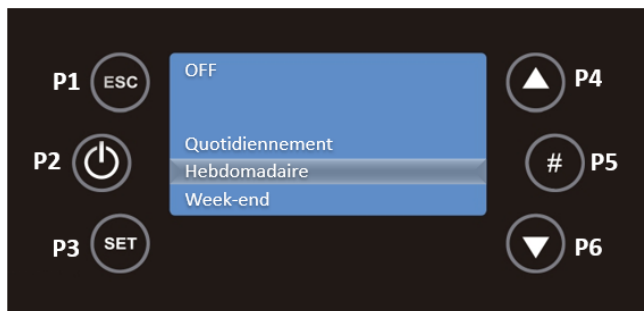 P1 ESC
OFF
P4
P2
Quotidiennement
Hebdomadaire
Week-end
# P5
P3 SET
P6